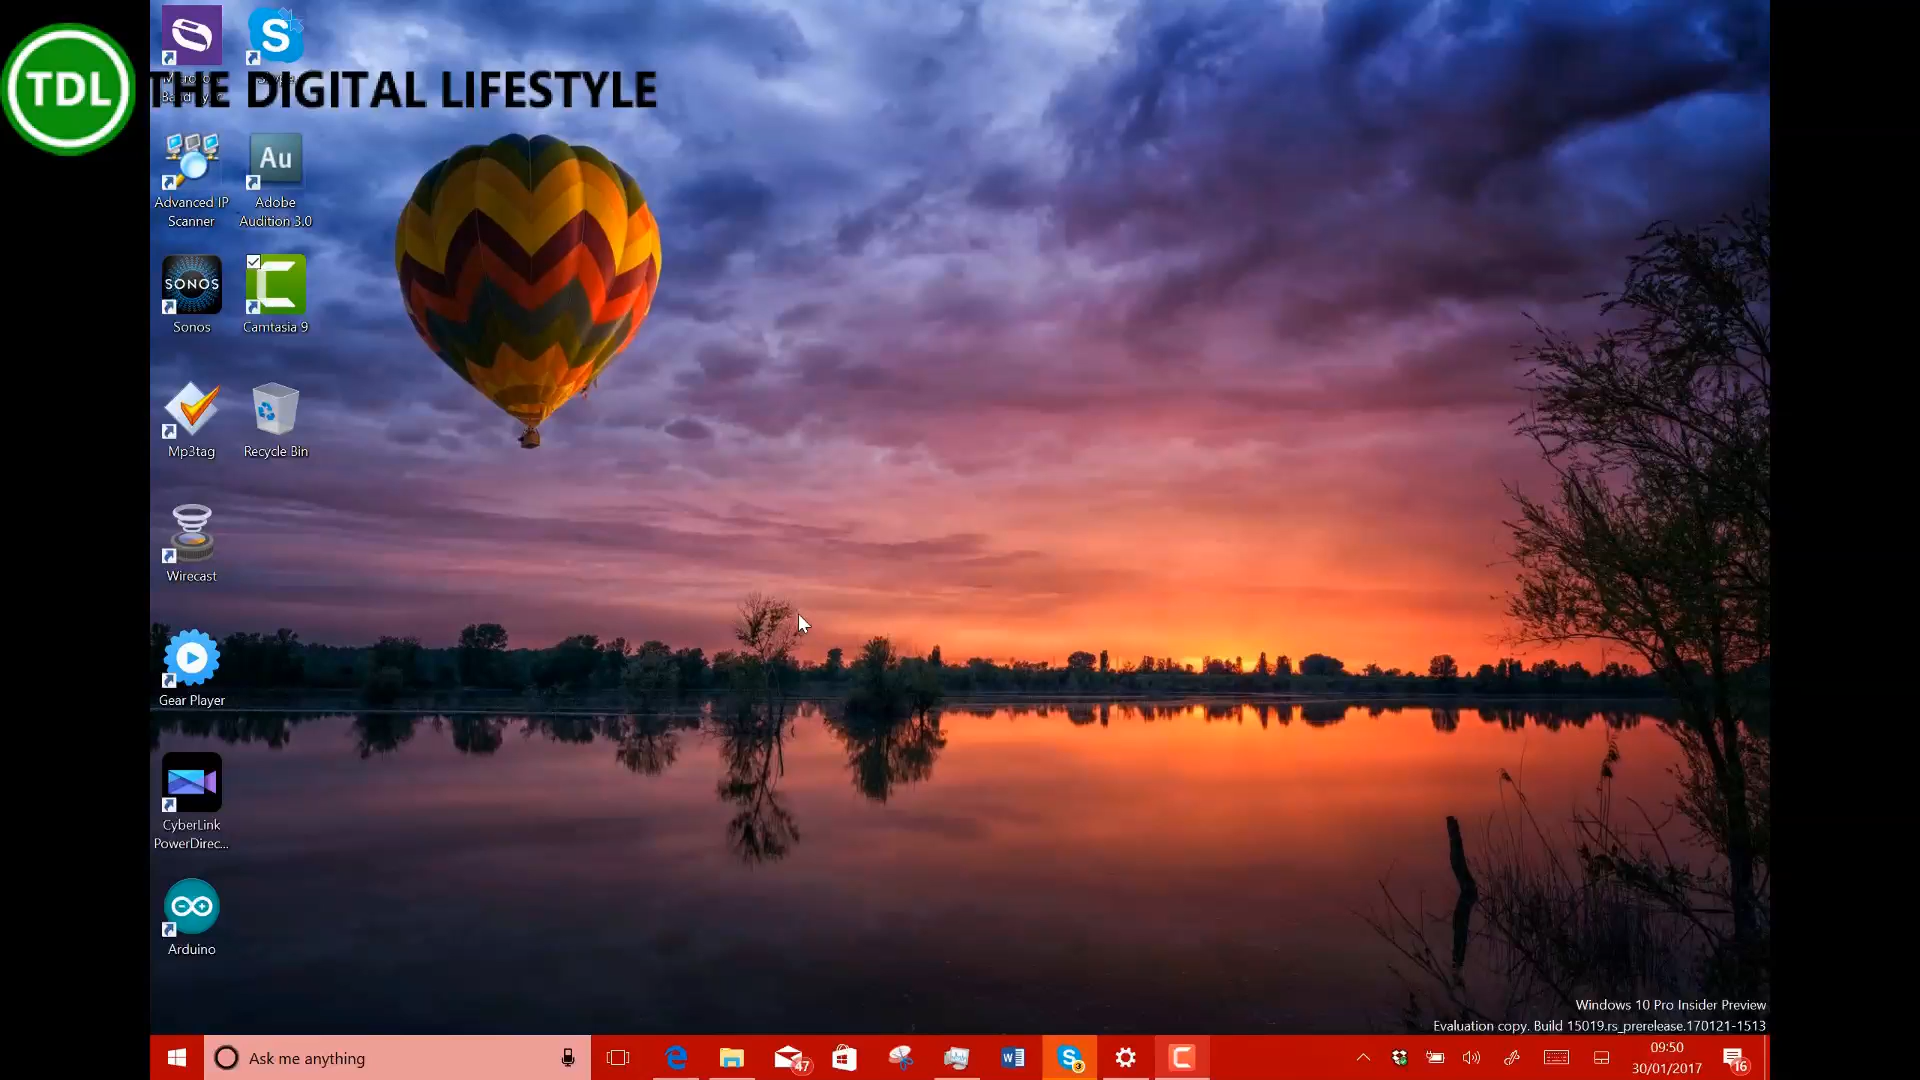 TDL
THE DIGITAL LIFESTYLE
S
Advanced IP
Scanner
Au
Adobe
Audition 3.0
SONOS
Sonos
C
Camtasia 9
Mp3tag
Recycle Bin
Wirecast
Gear Player
CyberLink
PowerDirec...
Arduino
Windows 10 Pro Insider Preview
Evaluation copy. Build 15019.rs_prerelease.170121-1513
Ask me anything
47
3
09:50
30/01/2017
16